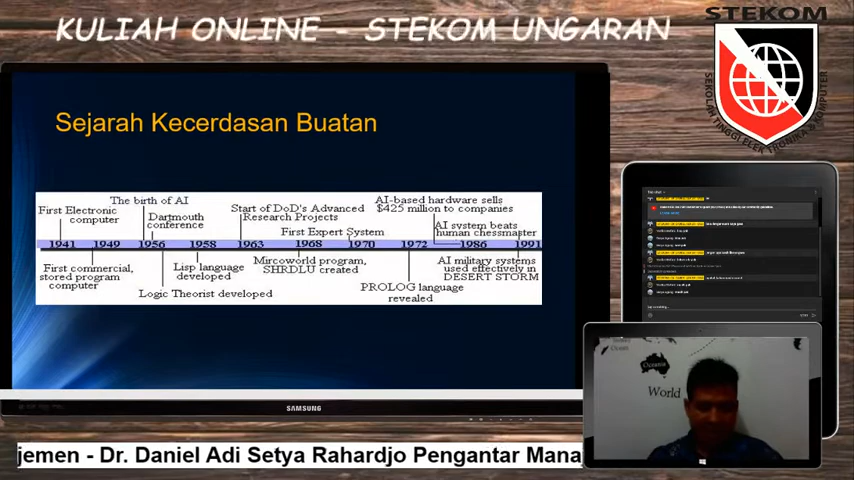 KULIAH ONLINE - STEKOM UNGARAN
STEKOM
SEKOLAH TINGGI ELEKTRONIKA & KOMPUTER
Sejarah Kecerdasan Buatan
The birth of AI
AI-based hardware sells
$425 million to companies
First Electronic
computer
Dartmouth
conference
Start of DoD's Advanced
Research Projects
First Expert System
AI system beats
human chessmaster
1941 1949 1956 1958 1963 1968 1970 1972 1986 1991
First commercial,
stored program
computer
Lisp language
developed
Logic Theorist developed
Mircoworld program,
SHRDLU created
PROLOG language
revealed
AI military systems
used effectively in
DESERT STORM
SAMSUNG
Oceania
World
jemen - Dr. Daniel Adi Setya Rahardjo Pengantar Mana